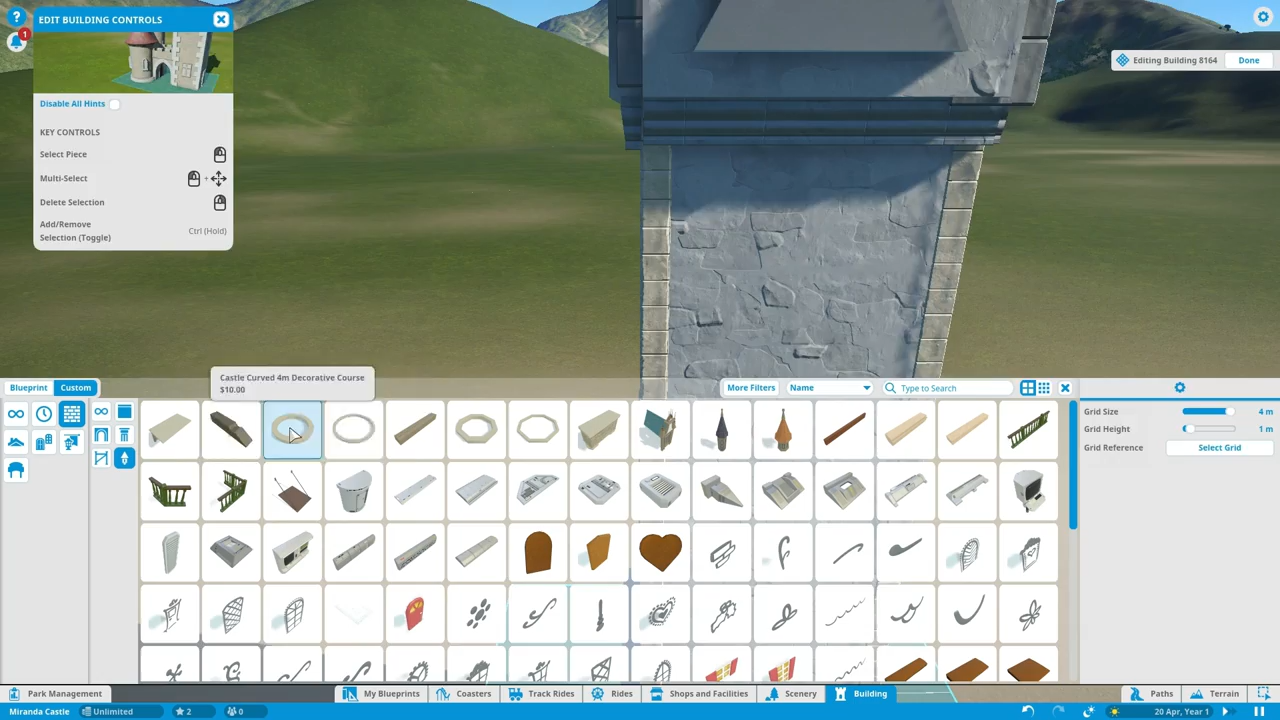 ?
EDIT BUILDING CONTROLS
1
Disable All Hints
KEY CONTROLS
Select Piece
Multi-Select
+
Delete Selection
Add/Remove
Selection (Toggle)
Ctrl (Hold)
Editing Building 8164
Done
Castle Curved 4m Decorative Course
$10.00
Blueprint
Custom
More Filters
Name
Type to Search
Grid Size
4 m
Grid Height
1 m
Grid Reference
Select Grid
Park Management
My Blueprints
Coasters
Track Rides
Rides
Shops and Facilities
Scenery
Building
Paths
Terrain
Miranda Castle
Unlimited
2
0
20 Apr, Year 1